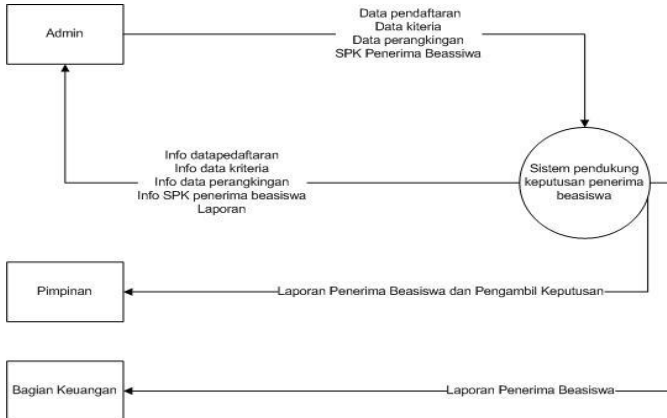 Admin
Data pendaftaran
Data kiteria
Data perangkingan
SPK Penerima Beassiwa
Info datapedaftaran
Info data kriteria
Info data perangkingan
Info SPK penerima beasiswa
Laporan
Sistem pendukung
keputusan penerima
beasiswa
Pimpinan
Laporan Penerima Beasiswa dan Pengambil Keputusan
Bagian Keuangan
Laporan Penerima Beasiswa